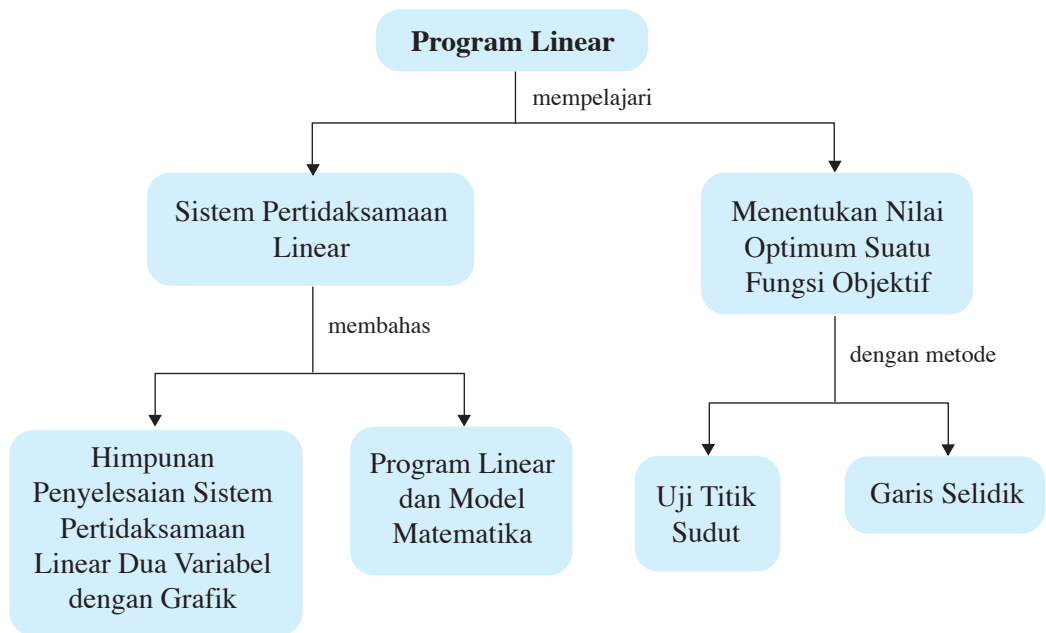 Program Linear
mempelajari
Sistem Pertidaksamaan
Linear
Menentukan Nilai
Optimum Suatu
Fungsi Objektif
membahas
dengan metode
Himpunan
Penyelesaian Sistem
Pertidaksamaan
Linear Dua Variabel
dengan Grafik
Program Linear
dan Model
Matematika
Uji Titik
Sudut
Garis Selidik